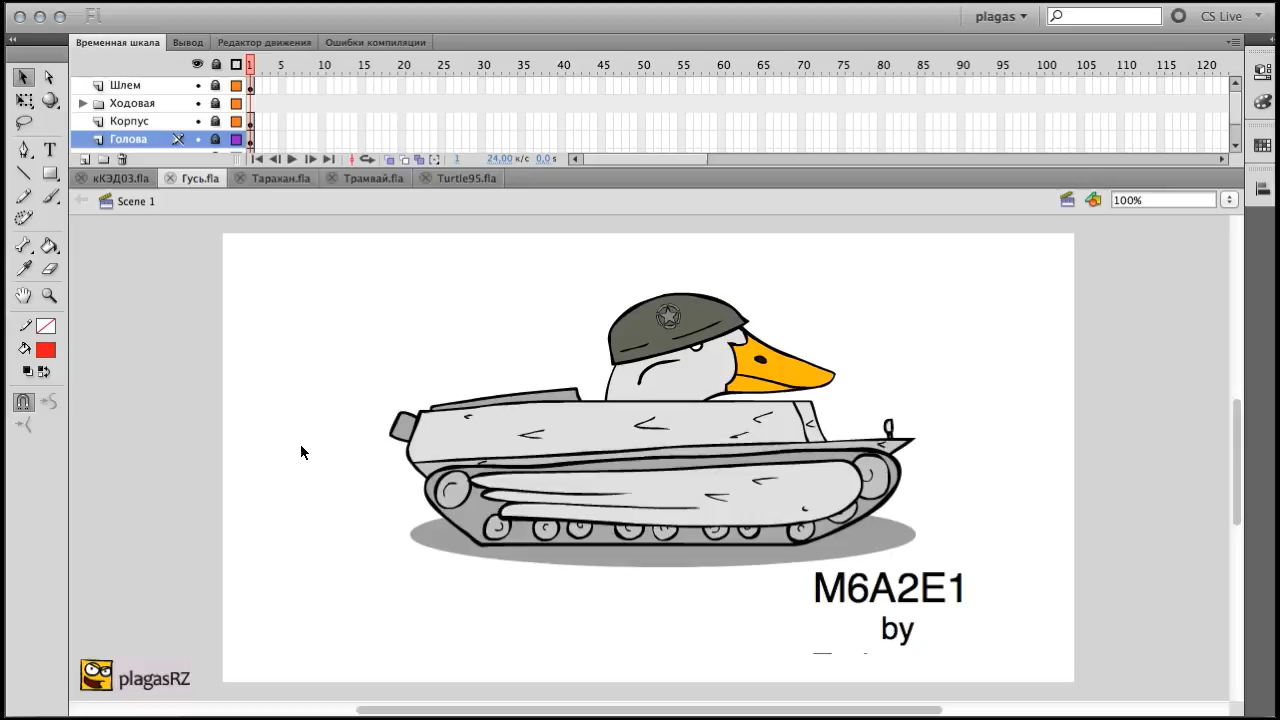 Fl
plagas
CS Live
Временная шкала Вывод Редактор движения Ошибки компиляции
1 5 10 15 20 25 30 35 40 45 50 55 60 65 70 75 80 85 90 95 100 105 110 115 120
Шлем
Ходовая
Корпус
Голова
1 24,00 к/с 0,0 s
кКЭД03.fla Гусь.fla Таракан.fla Трамвай.fla Turtle95.fla
Scene 1
100%
M6A2E1
by
plagasRZ